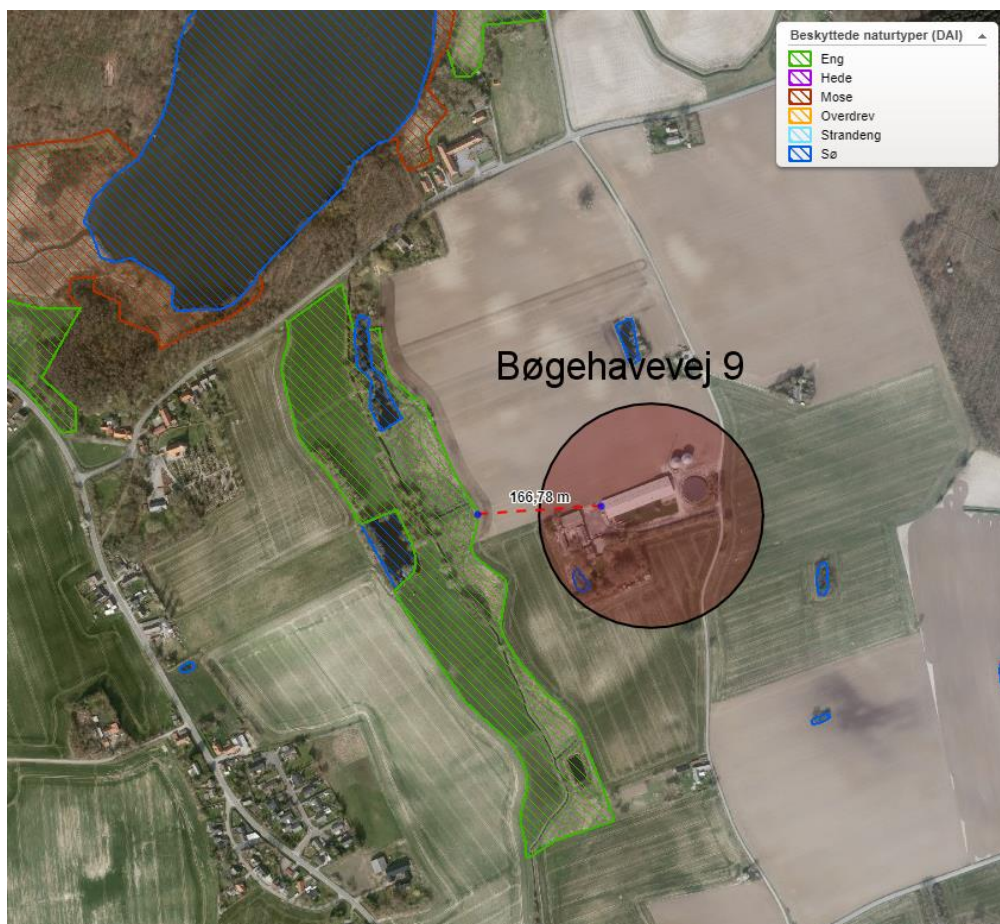 Beskyttede naturtyper (DAI)
Eng
Hede
Mose
Overdrev
Strandeng
Sø
Bøgehavevej 9
166,78 m